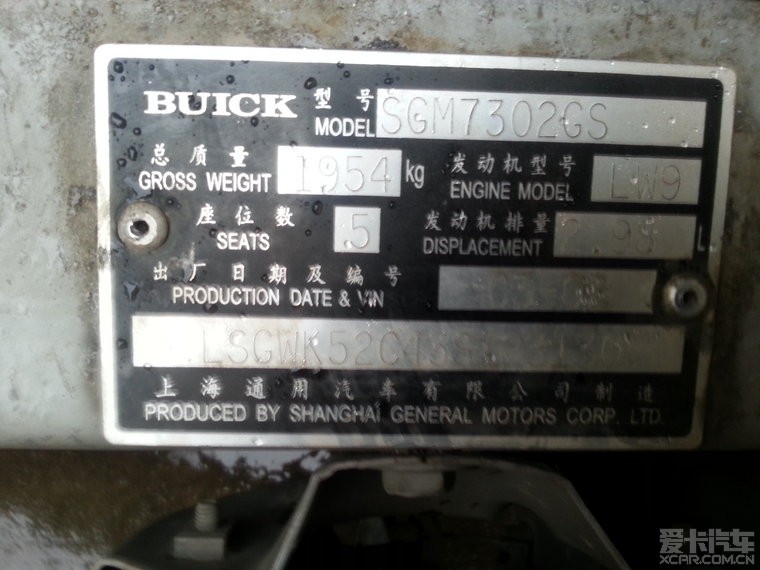 BUICK 型号 MODEL SGM7302GS
总质量 GROSS WEIGHT 1954 kg
发动机型号 ENGINE MODEL LW9
座位数 SEATS 5
发动机排量 DISPLACEMENT L
出厂日期及编号
PRODUCTION DATE & VIN
上海通用汽车有限公司制造
PRODUCED BY SHANGHAI GENERAL MOTORS CORP. LTD.
爱卡汽车
XCAR.COM.CN